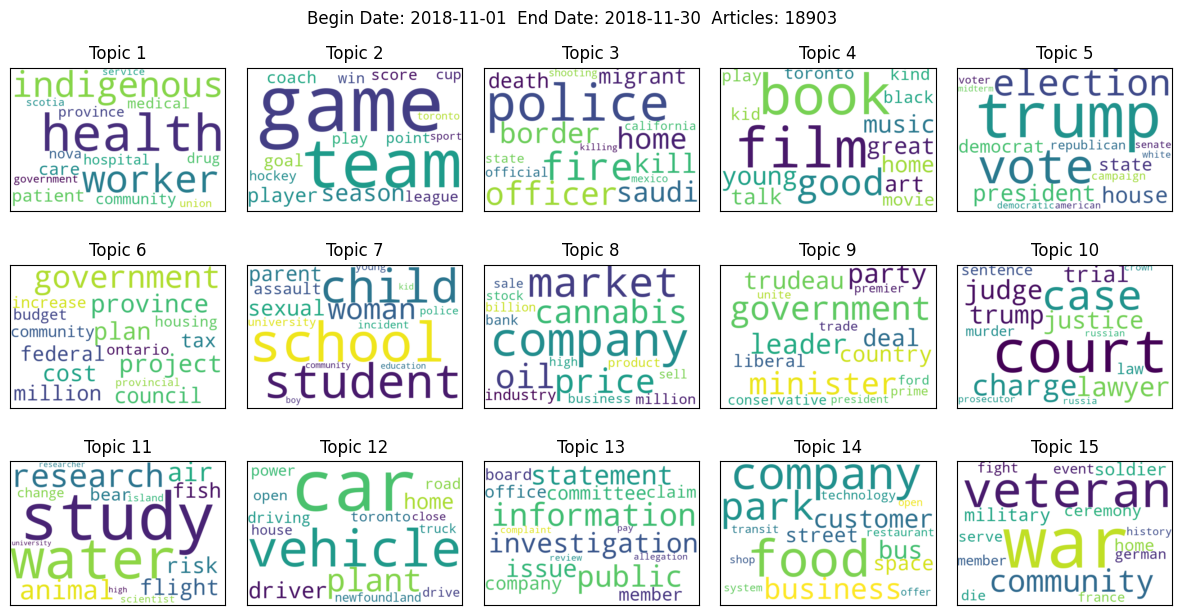 Begin Date: 2018-11-01  End Date: 2018-11-30  Articles: 18903
Topic 1
service
indigenous
scotia medical
province
health
nova hospital drug
care
government worker
patient community
union
Topic 2
coach win score cup
game
toronto
play point sport
goal
team
hockey
player season league
Topic 3
shooting
death migrant
police
california
border home
killing
state fire kill
official mexico
officer saudi
Topic 4
play toronto kind
book black
kid
music
film great
home
young good art
talk movie
Topic 5
voter election
midterm
trump
democrat republican senate
white
vote state
campaign
president house
democratic american
Topic 6
government
increase province
budget
housing
community plan
tax
ontario
federal project
cost
provincial
million council
Topic 7
young
parent child
kid
assault
sexual woman police
university incident
school
community education
student
boy
Topic 8
sale market
stock
billion cannabis
bank
company
high product
oil price sell
industry business million
Topic 9
trudeau party
unite premier
government
trade
leader deal
liberal country
minister ford
prime
conservative president
Topic 10
sentence crown
trial
judge case
trump justice
murder russian
court
law
charge lawyer
prosecutor russia
Topic 11
researcher
research air
change bear island fish
study
water
university
risk
animal high flight
scientist
Topic 12
power car road
open home
driving toronto close
house truck
vehicle
driver plant
newfoundland drive
Topic 13
board statement
office committee claim
information
complaint pay
investigation
review allegation
issue public
company member
Topic 14
company
technology open
park customer
transit street restaurant
shop food bus
space
system business offer
Topic 15
fight event soldier
veteran
military ceremony
serve history
war home
member german
community
die france